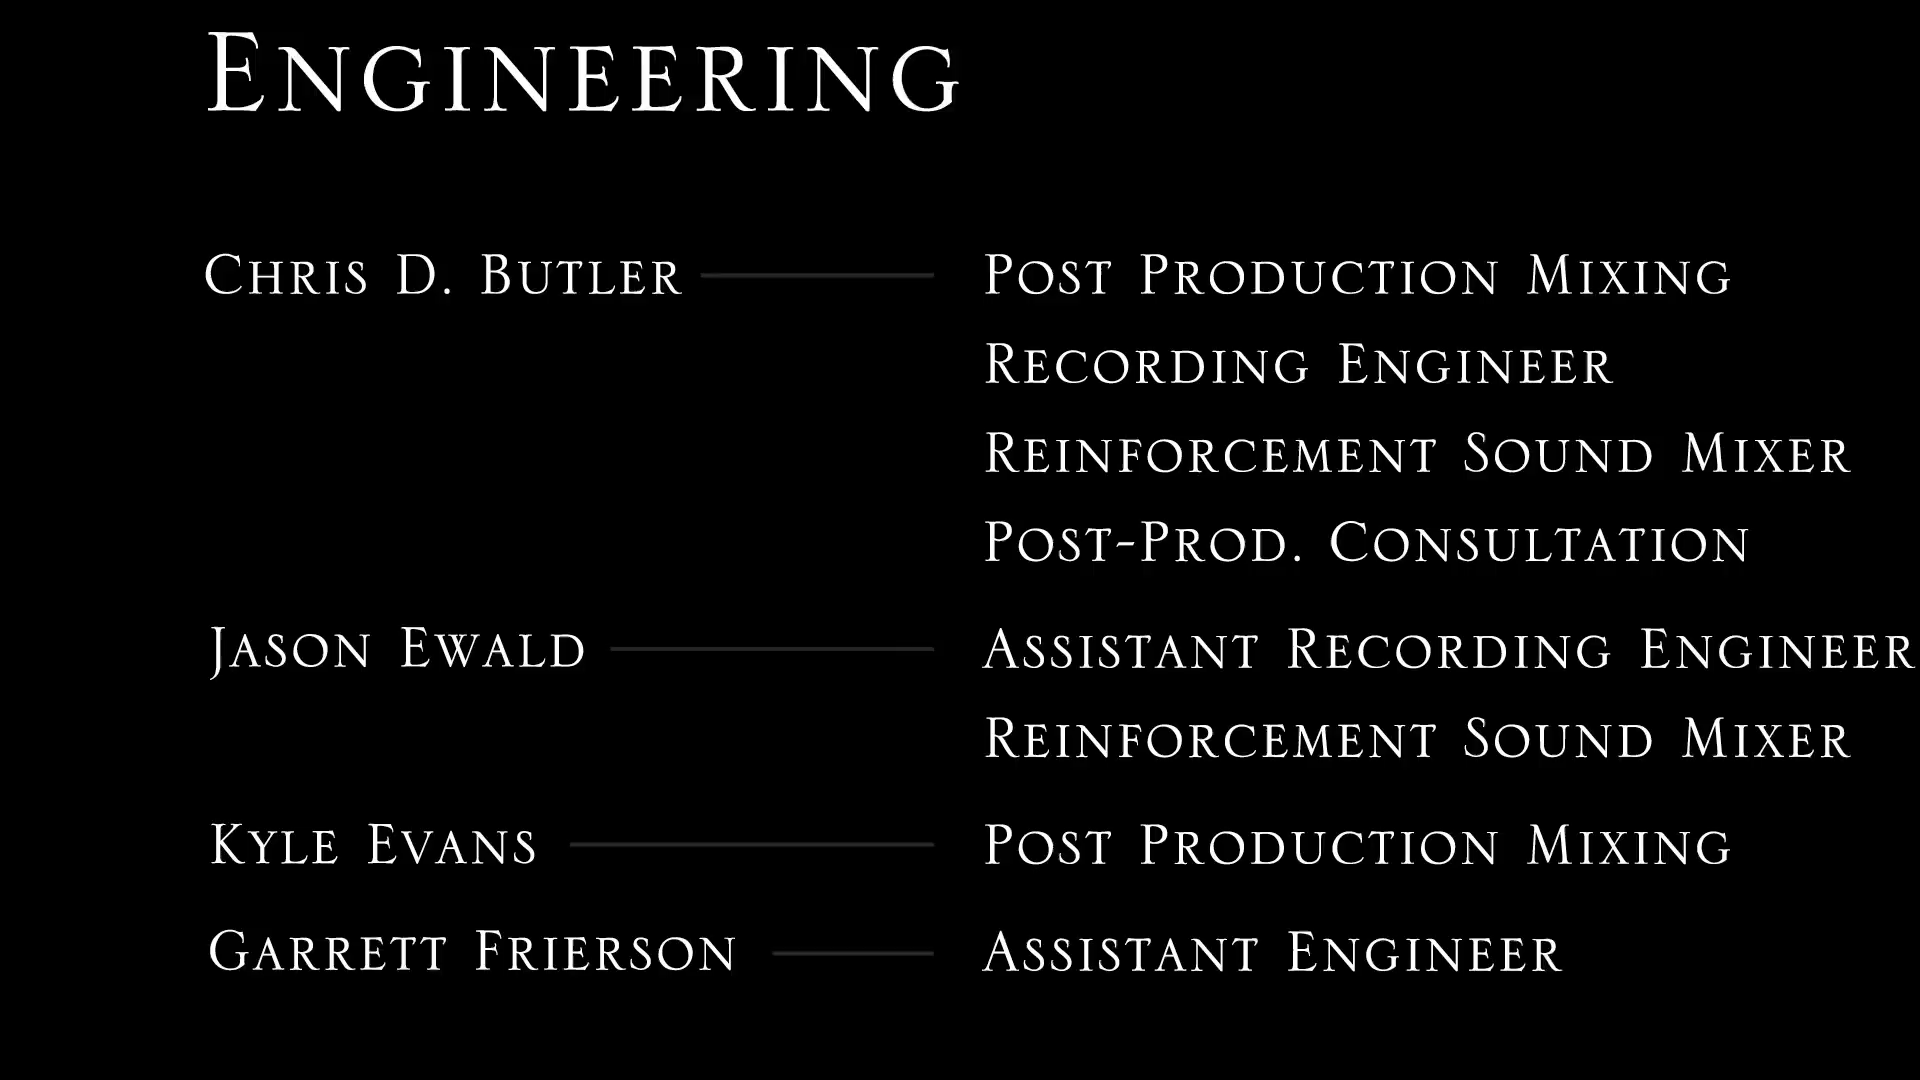 Engineering
Chris D. Butler Post Production Mixing
Recording Engineer
Reinforcement Sound Mixer
Post-Prod. Consultation
Jason Ewald Assistant Recording Engineer
Reinforcement Sound Mixer
Kyle Evans Post Production Mixing
Garrett Frierson Assistant Engineer